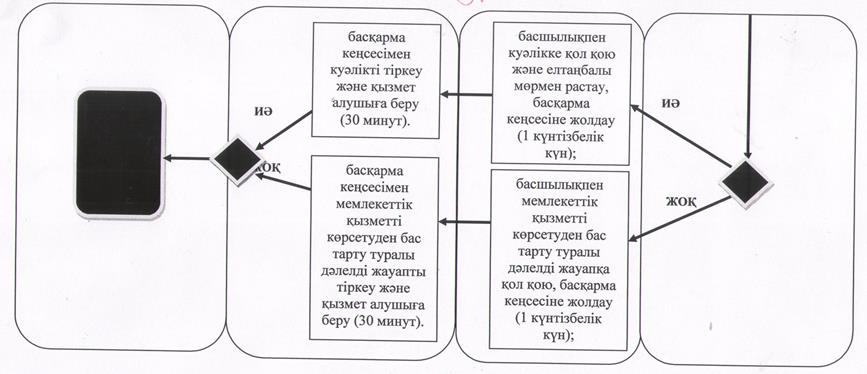 басқарма
кеңсесімен
куәлікті тіркеу
және қызмет
алушыға беру
(30 минут).
ИӘ
басқарма
кеңсесімен
мемлекеттік
қызметті
көрсетуден бас
тарту туралы
дәлелді жауапты
тіркеу және
қызмет алушыға
беру (30 минут).
басшылықпен
куәлікке қол қою
және елтаңбалы
мөрмен растау,
басқарма
кеңсесіне жолдау
(1 күнтізбелік
күн);
ИӘ
басшылықпен
мемлекеттік
қызметті
көрсетуден бас
тарту туралы
дәлелді жауапқа
қол қою, басқарма
кеңсесіне жолдау
(1 күнтізбелік
күн);
ЖОҚ